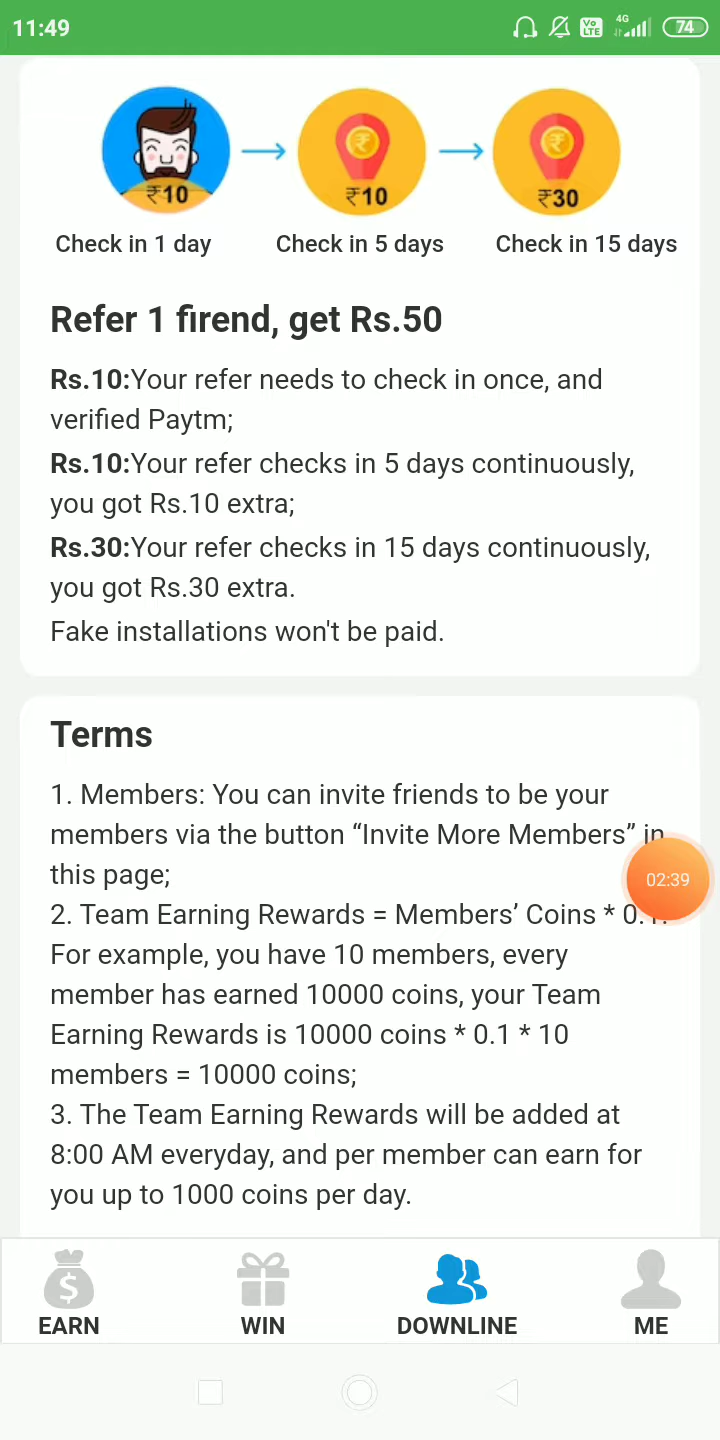 11:49
Vo LTE 4G 74
₹10 ₹10 ₹30
Check in 1 day Check in 5 days Check in 15 days
Refer 1 firend, get Rs.50
Rs.10:Your refer needs to check in once, and
verified Paytm;
Rs.10:Your refer checks in 5 days continuously,
you got Rs.10 extra;
Rs.30:Your refer checks in 15 days continuously,
you got Rs.30 extra.
Fake installations won't be paid.
Terms
1. Members: You can invite friends to be your
members via the button “Invite More Members” in
this page;
02:39
2. Team Earning Rewards = Members’ Coins * 0.
For example, you have 10 members, every
member has earned 10000 coins, your Team
Earning Rewards is 10000 coins * 0.1 * 10
members = 10000 coins;
3. The Team Earning Rewards will be added at
8:00 AM everyday, and per member can earn for
you up to 1000 coins per day.
EARN WIN DOWNLINE ME